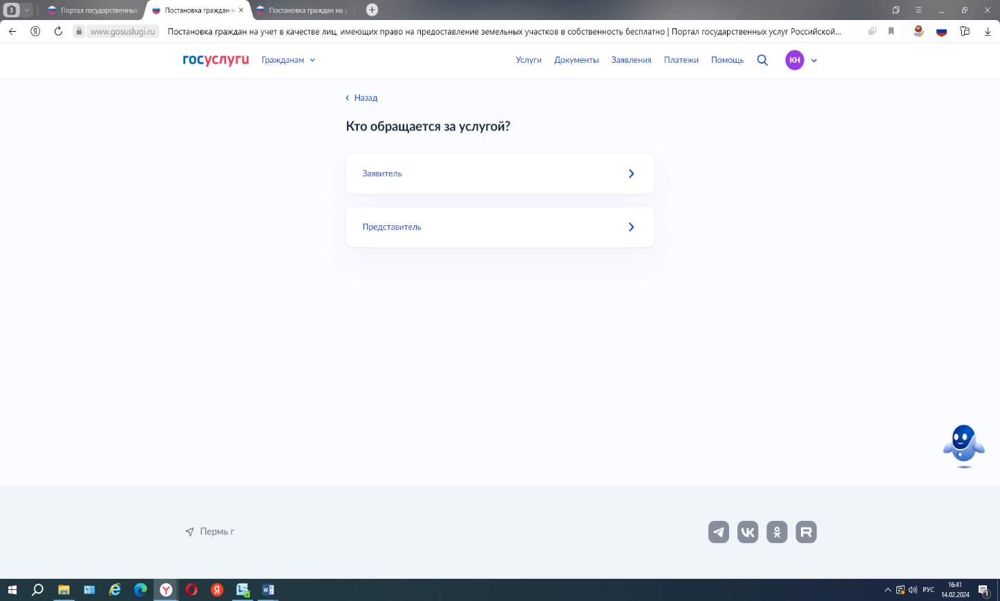 3
Портал государственных
Постановка граждан н
Постановка граждан на у
www.gosuslugi.ru
Постановка граждан на учет в качестве лиц, имеющих право на предоставление земельных участков в собственность бесплатно | Портал государственных услуг Российской...
госуслуги
Гражданам
Услуги
Документы
Заявления
Платежи
Помощь
КН
Назад
Кто обращается за услугой?
Заявитель
Представитель
Пермь г
РУС
16:41
14.02.2024
1